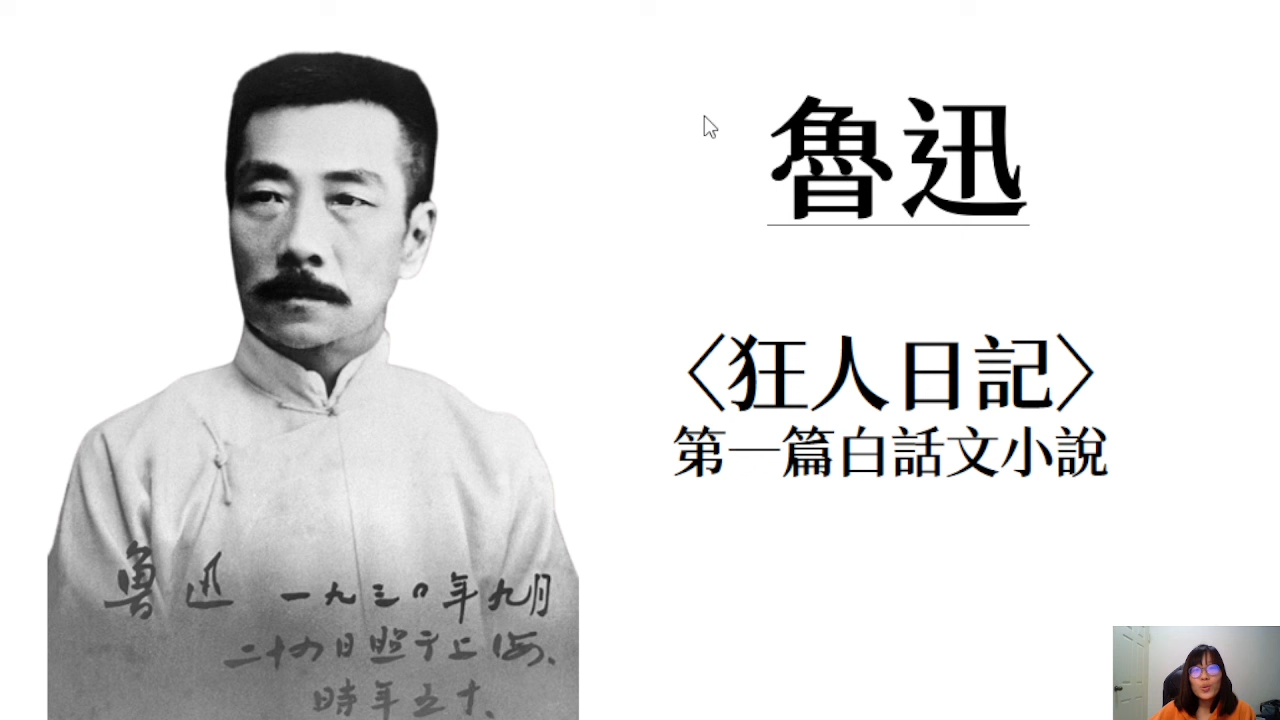 魯迅
〈狂人日記〉
第一篇白話文小說
魯迅 一九三〇年九月
二十四日照于上海、
時年五十、